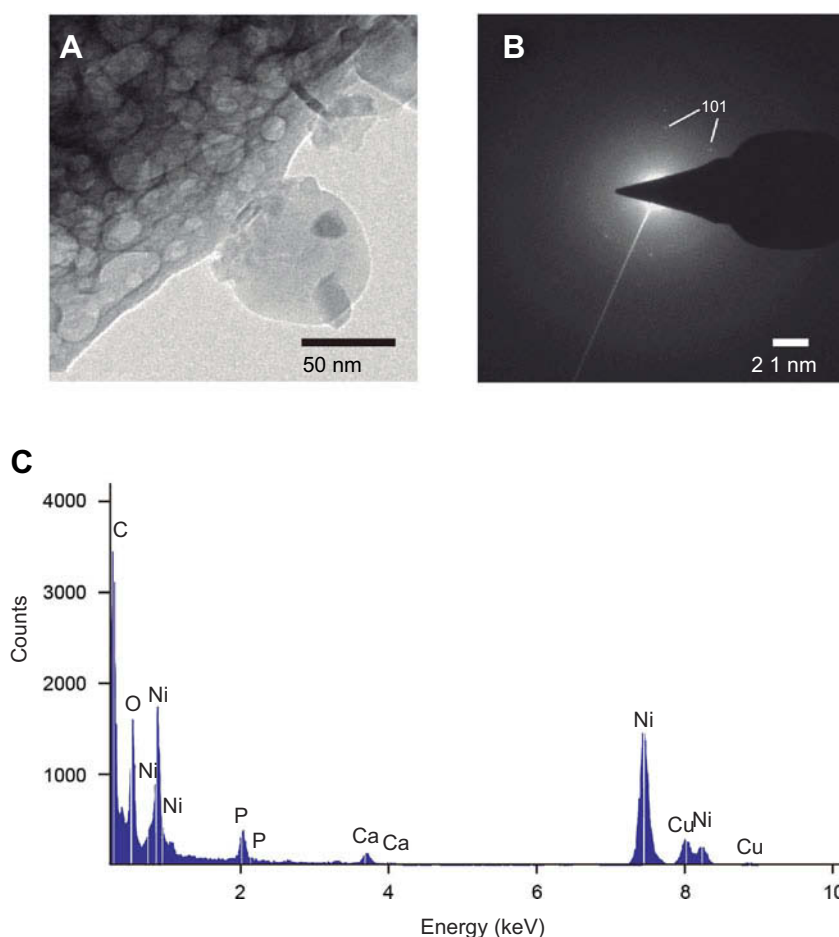 A
50 nm
B
101
2 1 nm
C
4000
3000
2000
1000
Counts
C
O
Ni
Ni
Ni
P
P
Ca
Ca
Ni
Cu
Ni
Cu
2
4
6
8
10
Energy (keV)